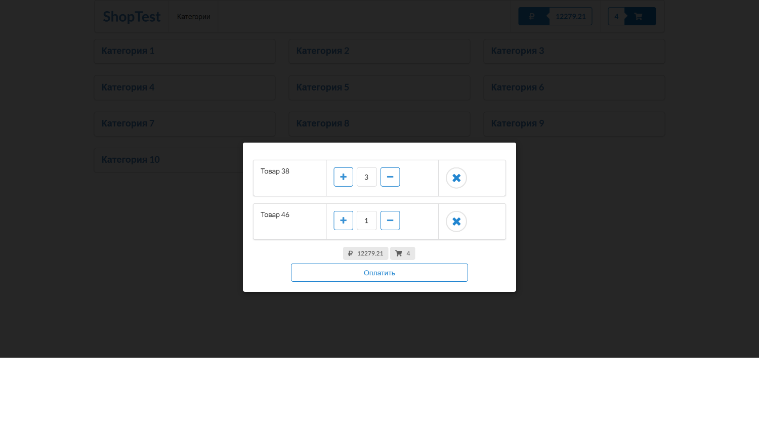 ShopTest Категории ₽ 12279.21 4
Категория 1 Категория 2 Категория 3
Категория 4 Категория 5 Категория 6
Категория 7 Категория 8 Категория 9
Категория 10
Товар 38 3
Товар 46 1
₽ 12279.21 4
Оплатить